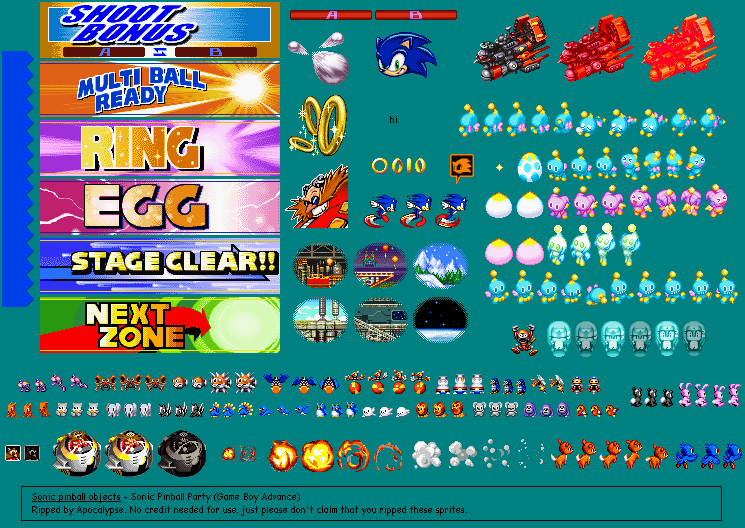 SHOOT
BONUS
A S B
A B
MULTI BALL
READY
hi
RING
EGG
STAGE CLEAR!!
NEXT
ZONE
Sonic pinball objects - Sonic Pinball Party (Game Boy Advance)
Ripped by Apocalypse. No credit needed for use, just please don't claim that you ripped these sprites.